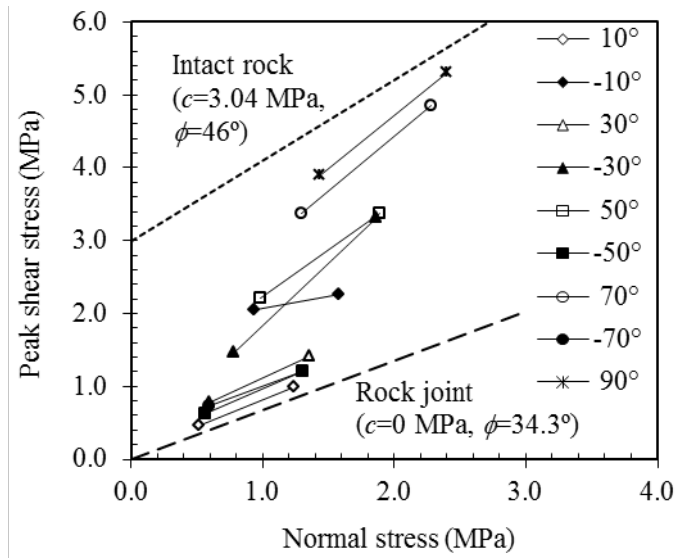 6.0
5.0
4.0
3.0
2.0
1.0
0.0
Peak shear stress (MPa)
Intact rock
(c=3.04 MPa,
ϕ=46º)
Rock joint
(c=0 MPa, ϕ=34.3º)
10°
-10°
30°
-30°
50°
-50°
70°
-70°
90°
0.0 1.0 2.0 3.0 4.0
Normal stress (MPa)